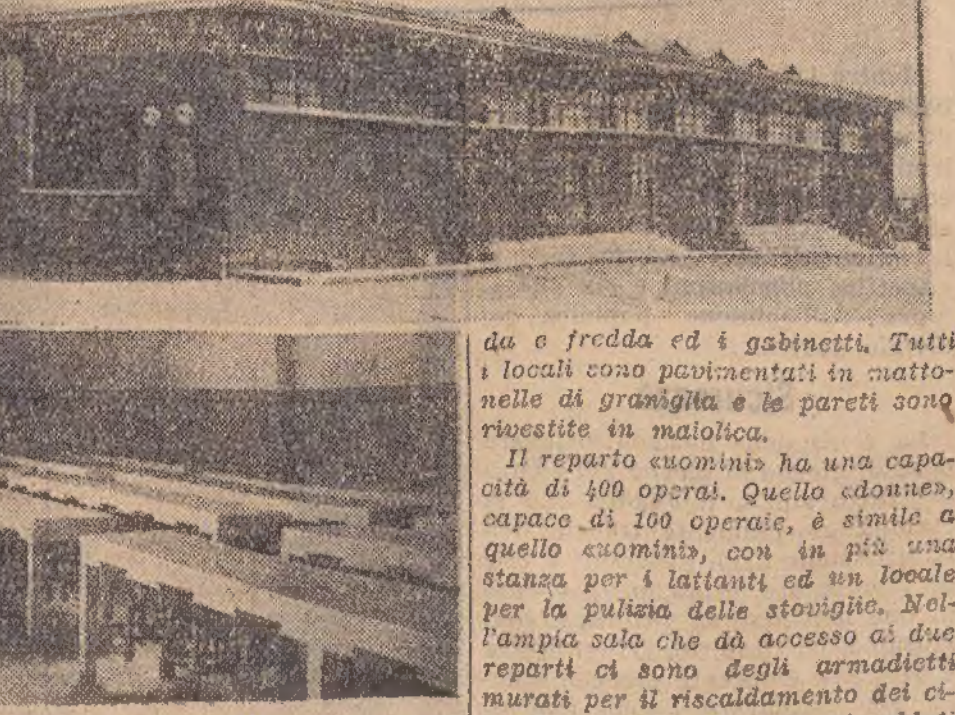 da e fredda ed i gabinetti. Tutti
i locali sono pavimentati in matto-
nelle di graniglia e le pareti sono
rivestite in maiolica.
Il reparto «uomini» ha una capa-
cità di 400 operai. Quello «donne»,
capace di 100 operaie, è simile a
quello «uomini», con in più una
stanza per i lattanti ed un locale
per la pulizia delle stoviglie. Nel-
l'ampia sala che dà accesso ai due
reparti ci sono degli armadietti
murati per il riscaldamento dei ci-